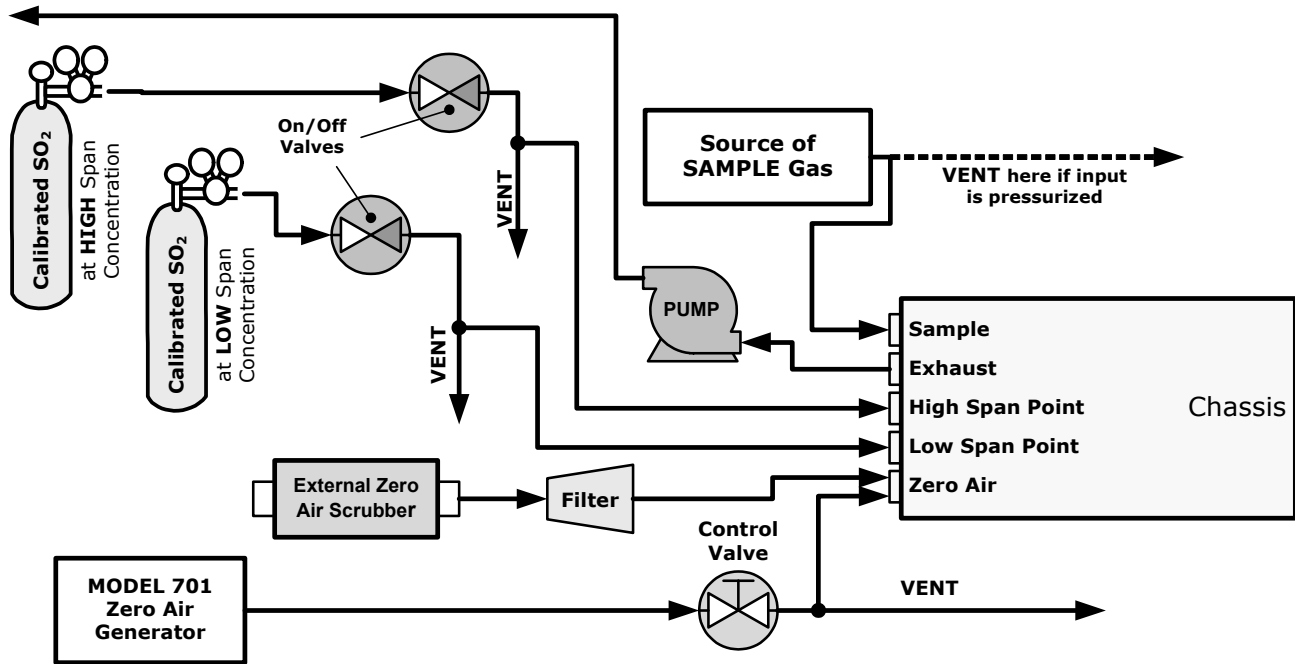 Calibrated SO₂
at HIGH Span
Concentration
Calibrated SO₂
at LOW Span
Concentration
On/Off
Valves
VENT
VENT
Source of
SAMPLE Gas
VENT here if input
is pressurized
PUMP
Sample
Exhaust
High Span Point
Low Span Point
Zero Air
Chassis
External Zero
Air Scrubber
Filter
Control
Valve
MODEL 701
Zero Air
Generator
VENT